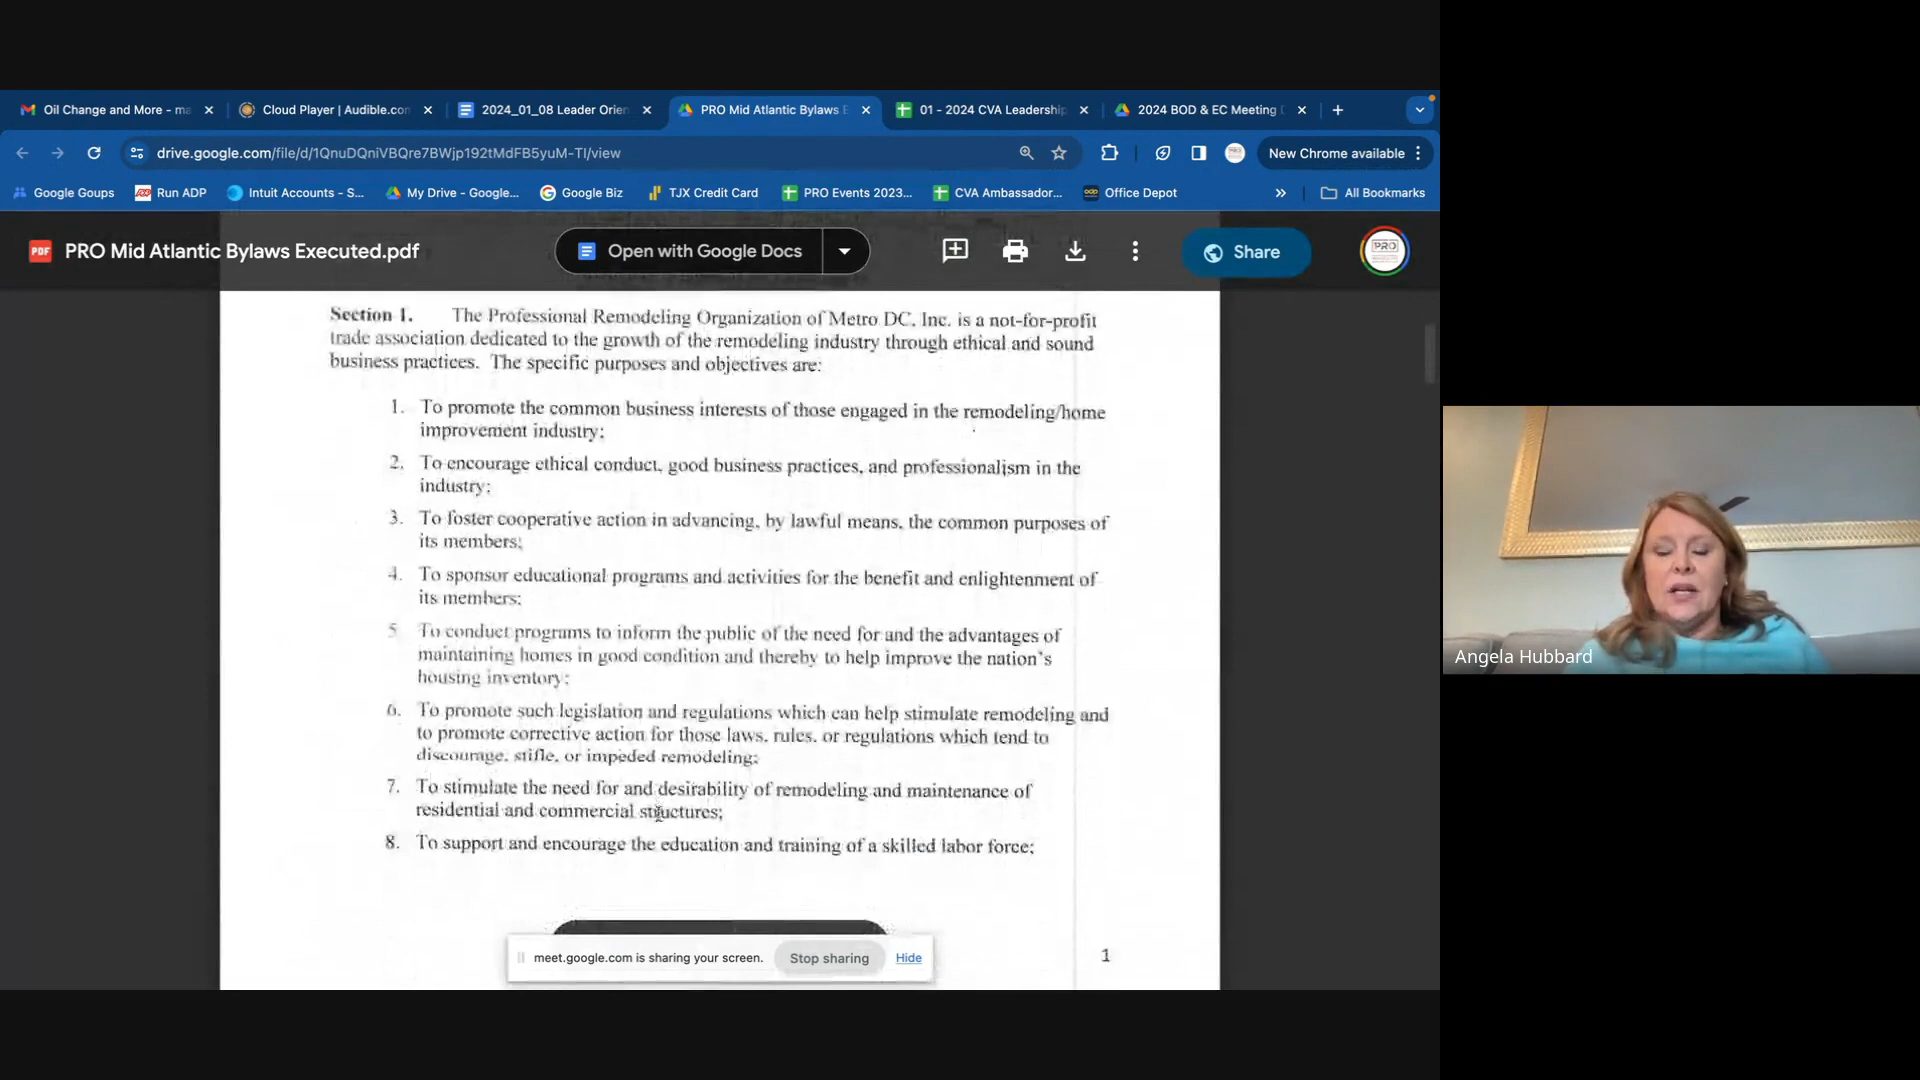 Oil Change and More - ma
Cloud Player | Audible.con
2024_01_08 Leader Orien
PRO Mid Atlantic Bylaws E
01 - 2024 CVA Leadership
2024 BOD & EC Meeting
drive.google.com/file/d/1QnuDQniVBQre7BWjp192tMdFB5yuM-TI/view
New Chrome available
Google Goups
Run ADP
Intuit Accounts - S...
My Drive - Google...
Google Biz
TJX Credit Card
PRO Events 2023...
CVA Ambassador...
Office Depot
All Bookmarks
PDF
PRO Mid Atlantic Bylaws Executed.pdf
Open with Google Docs
Share
PRO
Section 1. The Professional Remodeling Organization of Metro DC, Inc. is a not-for-profit
trade association dedicated to the growth of the remodeling industry through ethical and sound
business practices. The specific purposes and objectives are:
1. To promote the common business interests of those engaged in the remodeling/home
improvement industry;
2. To encourage ethical conduct, good business practices, and professionalism in the
industry;
3. To foster cooperative action in advancing, by lawful means, the common purposes of
its members;
4. To sponsor educational programs and activities for the benefit and enlightenment of
its members;
5 To conduct programs to inform the public of the need for and the advantages of
maintaining homes in good condition and thereby to help improve the nation's
housing inventory;
6. To promote such legislation and regulations which can help stimulate remodeling and
to promote corrective action for those laws, rules, or regulations which tend to
discourage, stifle, or impeded remodeling;
7. To stimulate the need for and desirability of remodeling and maintenance of
residential and commercial structures;
8. To support and encourage the education and training of a skilled labor force;
meet.google.com is sharing your screen.
Stop sharing
Hide
1
Angela Hubbard